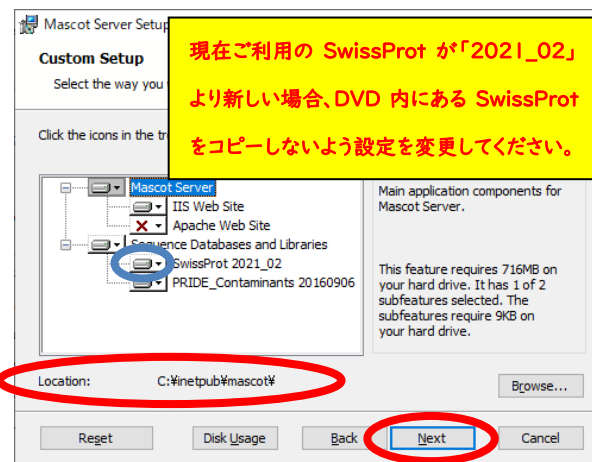 Mascot Server Setup
現在ご利用の SwissProt が「2021_02」
より新しい場合、DVD 内にある SwissProt
をコピーしないよう設定を変更してください。
Custom Setup
Select the way you
Click the icons in the tr
Mascot Server
IIS Web Site
Apache Web Site
Sequence Databases and Libraries
SwissProt 2021_02
PRIDE_Contaminants 20160906
Main application components for
Mascot Server.
This feature requires 716MB on
your hard drive. It has 1 of 2
subfeatures selected. The
subfeatures require 9KB on
your hard drive.
Location: C:¥inetpub¥mascot¥
Browse...
Reset Disk Usage Back Next Cancel